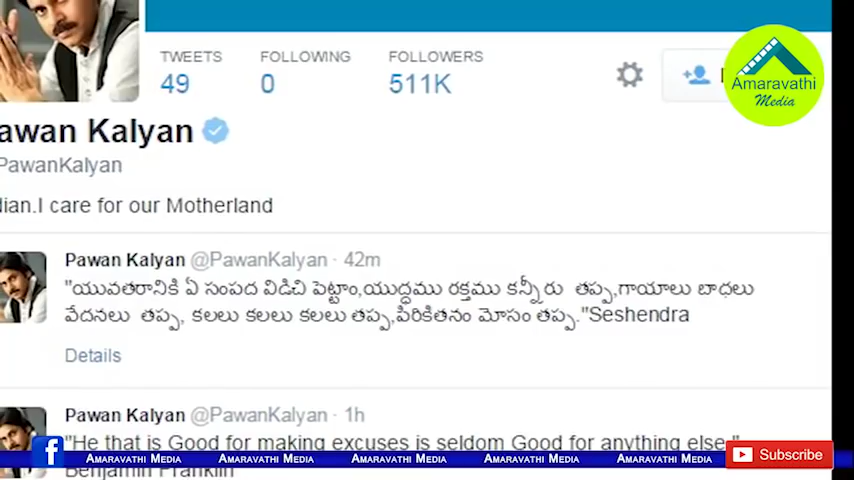 TWEETS FOLLOWING FOLLOWERS
49 0 511K
Amaravathi
Media
awan Kalyan
PawanKalyan
dian.I care for our Motherland
Pawan Kalyan @PawanKalyan · 42m
"యువతరానికి ఏ సంపద విడిచి పెట్టాం,యుద్ధము రక్తము కన్నీరు తప్ప,గాయాలు బాధలు
వేదనలు తప్ప, కలలు కలలు కలలు తప్ప,పిరికితనం మోసం తప్ప."Seshendra
Details
Pawan Kalyan @PawanKalyan · 1h
"He that is Good for making excuses is seldom Good for anything else."
Benjamin Franklin
f Amaravathi Media Amaravathi Media Amaravathi Media Amaravathi Media Amaravathi Media Subscribe